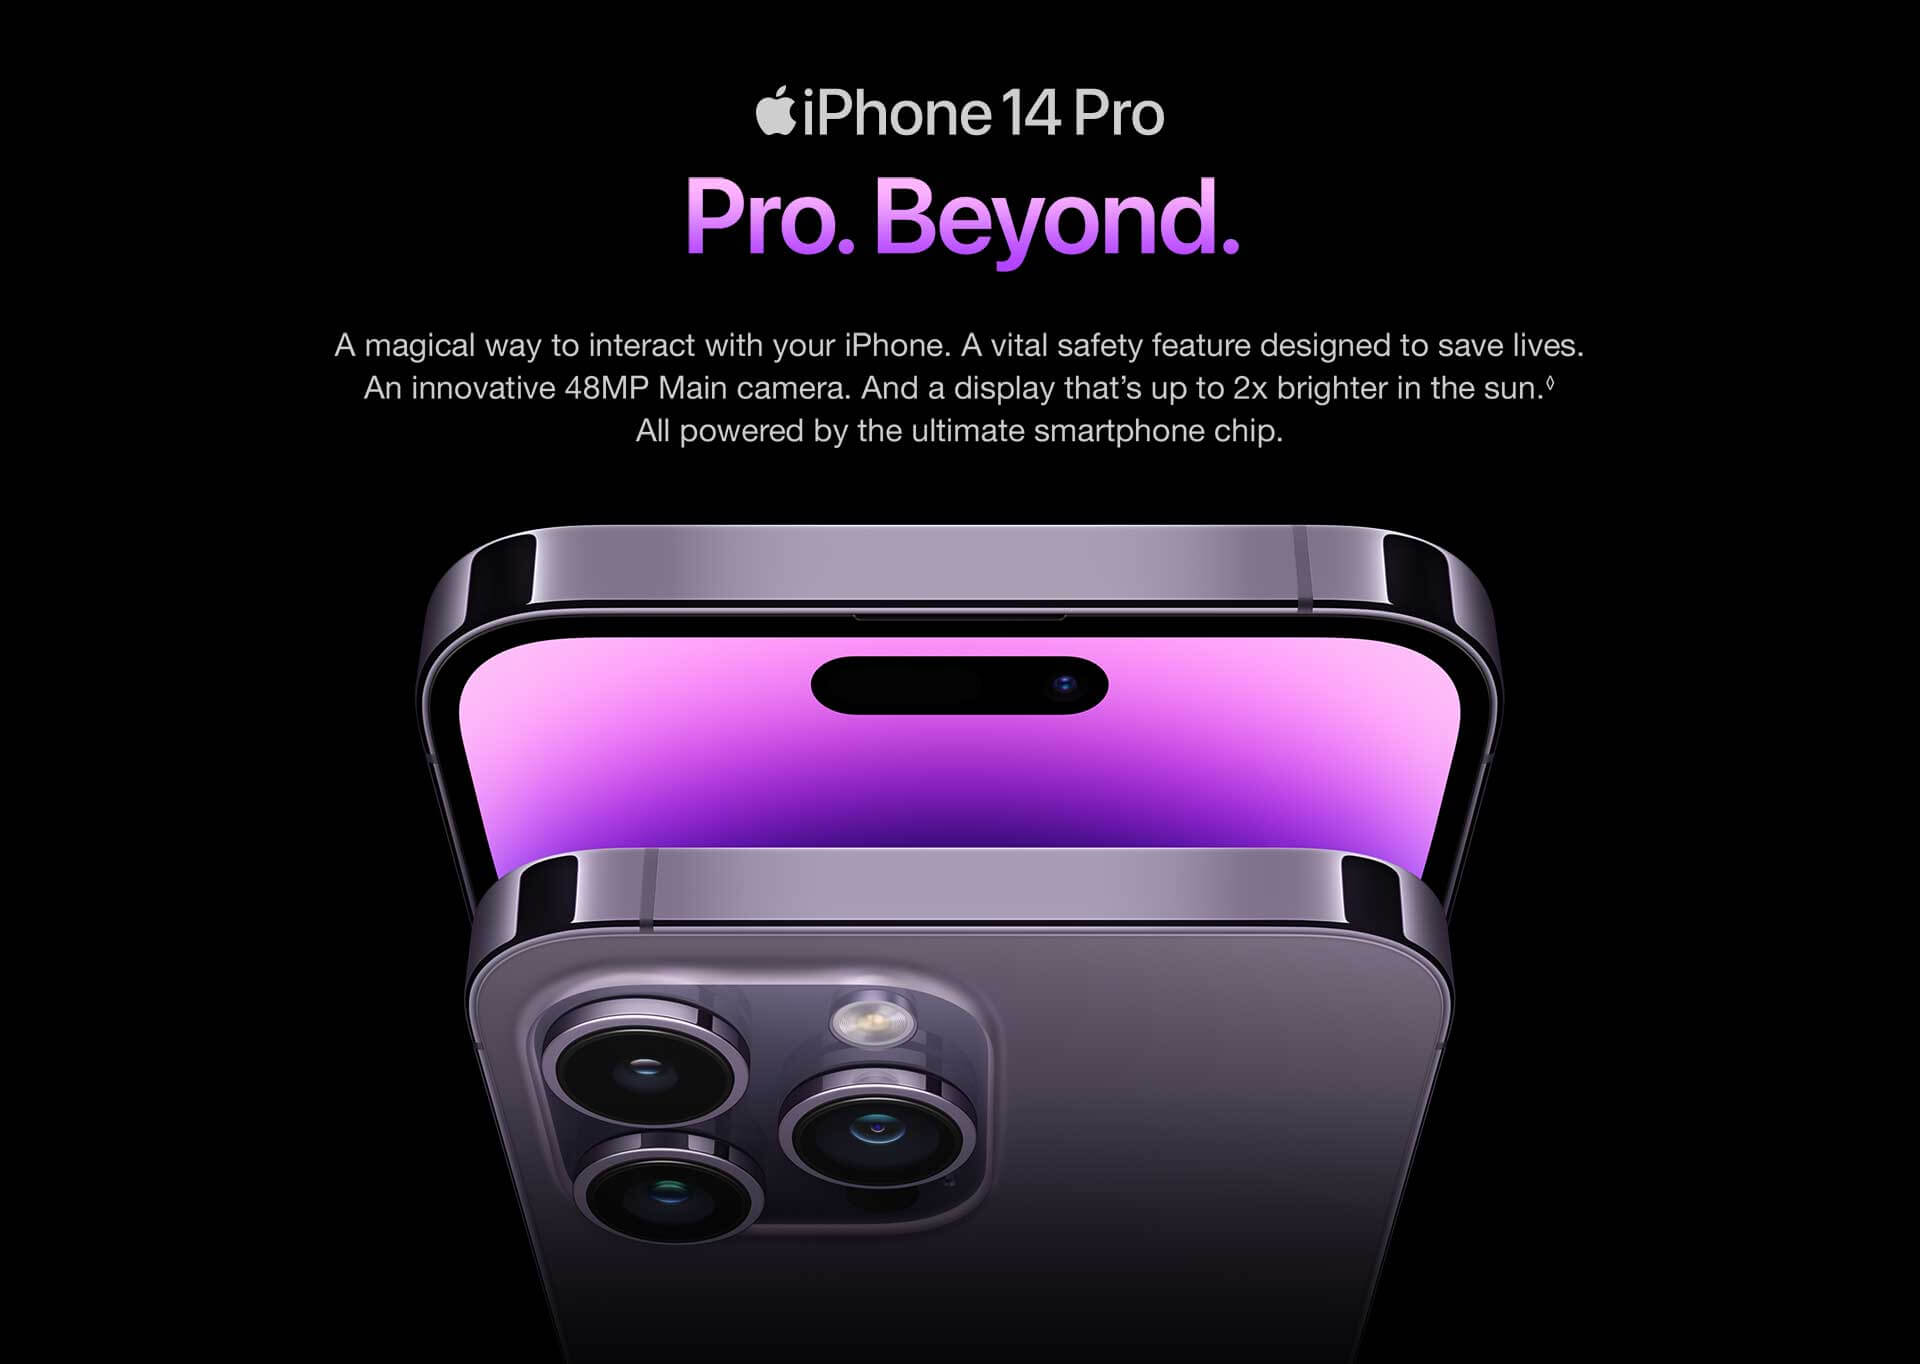 iPhone 14 Pro
Pro. Beyond.
A magical way to interact with your iPhone. A vital safety feature designed to save lives.
An innovative 48MP Main camera. And a display that’s up to 2x brighter in the sun.◊
All powered by the ultimate smartphone chip.